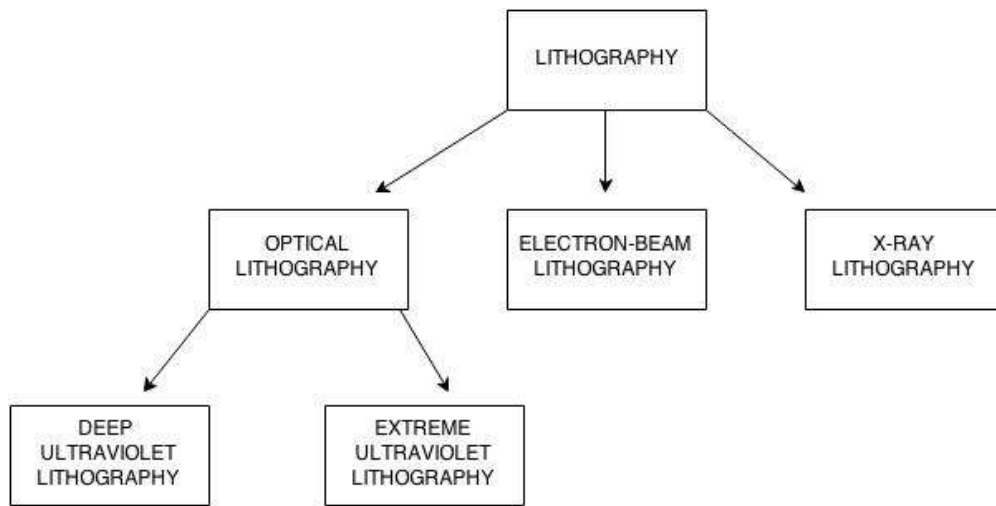 LITHOGRAPHY
OPTICAL
LITHOGRAPHY
ELECTRON-BEAM
LITHOGRAPHY
X-RAY
LITHOGRAPHY
DEEP
ULTRAVIOLET
LITHOGRAPHY
EXTREME
ULTRAVIOLET
LITHOGRAPHY